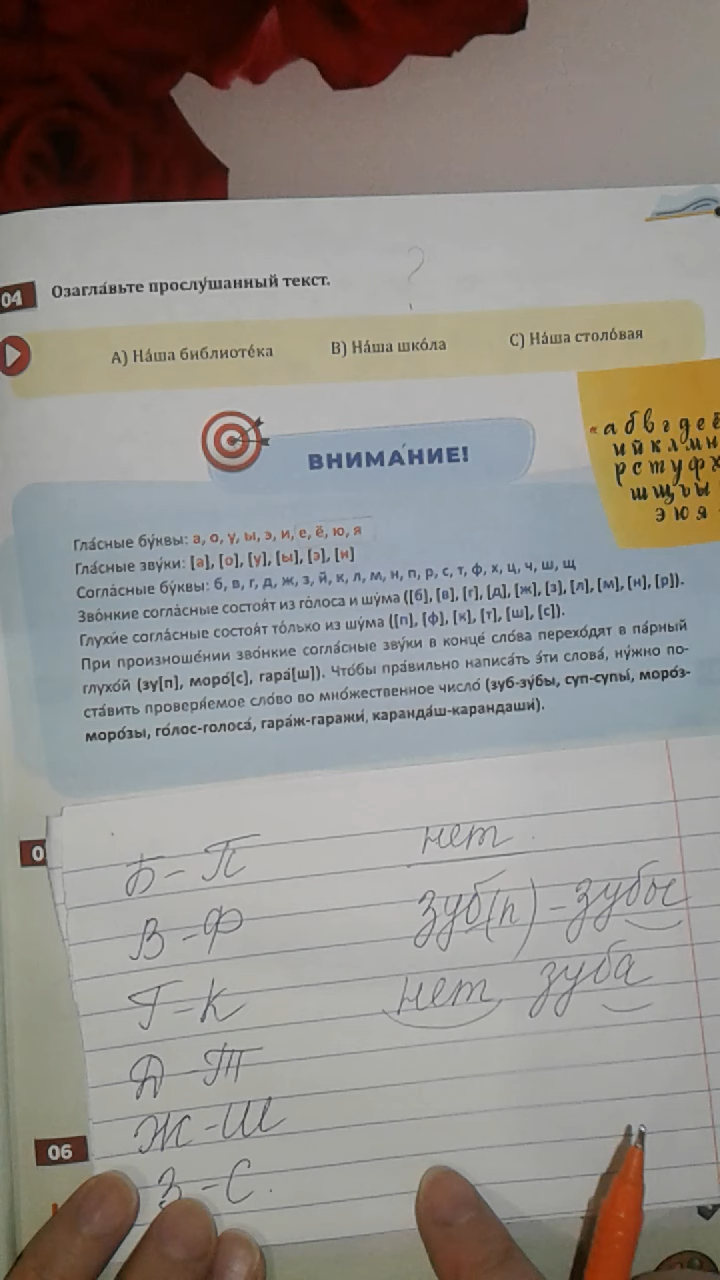 04 Озагла́вьте прослу́шанный текст.
?
А) На́ша библиоте́ка В) На́ша шко́ла С) На́ша столо́вая
а б в г д е ё
и й к л м н
р с т у ф х
ш щ ъ ы
э ю я
ВНИМА́НИЕ!
Гла́сные бу́квы: а, о, у, ы, э, и, е, ё, ю, я
Гла́сные зву́ки: [а], [о], [у], [ы], [э], [и]
Согла́сные бу́квы: б, в, г, д, ж, з, й, к, л, м, н, п, р, с, т, ф, х, ц, ч, ш, щ
Зво́нкие согла́сные состоя́т из го́лоса и шу́ма ([б], [в], [г], [д], [ж], [з], [л], [м], [н], [р]).
Глухи́е согла́сные состоя́т то́лько из шу́ма ([п], [ф], [к], [т], [ш], [с]).
При произноше́нии зво́нкие согла́сные зву́ки в конце́ сло́ва перехо́дят в па́рный
глухо́й (зу[п], моро́[с], гара́[ш]). Что́бы пра́вильно написа́ть э́ти слова́, ну́жно по-
ста́вить проверя́емое сло́во во мно́жественное число́ (зуб-зу́бы, суп-супы́, моро́з-
моро́зы, го́лос-голоса́, гара́ж-гаражи́, каранда́ш-карандаши́).
0
Б - П нет
В - Ф зуб(п) - зубы
Г - К нет зуба
Д - Т
Ж - Ш
06
З - С.